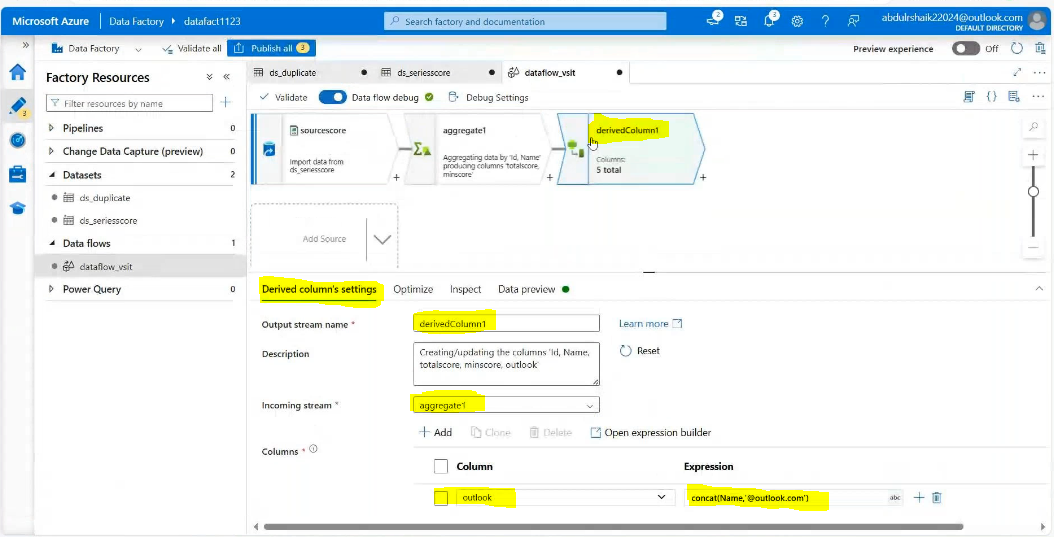 Microsoft Azure Data Factory datafact1123 Search factory and documentation 2 3 abdulrshaik22024@outlook.com
DEFAULT DIRECTORY
Data Factory Validate all Publish all 3 Preview experience Off
Factory Resources
ds_duplicate ds_seriesscore dataflow_vsit
Filter resources by name
Validate Data flow debug Debug Settings
3
Pipelines 0
Change Data Capture (preview) 0
Datasets 2
ds_duplicate
ds_seriesscore
Data flows 1
dataflow_vsit
Power Query 0
sourcescore
Import data from
ds_seriesscore
aggregate1
Aggregating data by 'Id, Name'
producing columns 'totalscore,
minscore'
derivedColumn1
Columns:
5 total
Add Source
Derived column's settings Optimize Inspect Data preview
Output stream name * derivedColumn1 Learn more
Description Creating/updating the columns 'Id, Name,
totalscore, minscore, outlook' Reset
Incoming stream * aggregate1
Add Clone Delete Open expression builder
Columns *
Column Expression
outlook concat(Name,'@outlook.com') abc